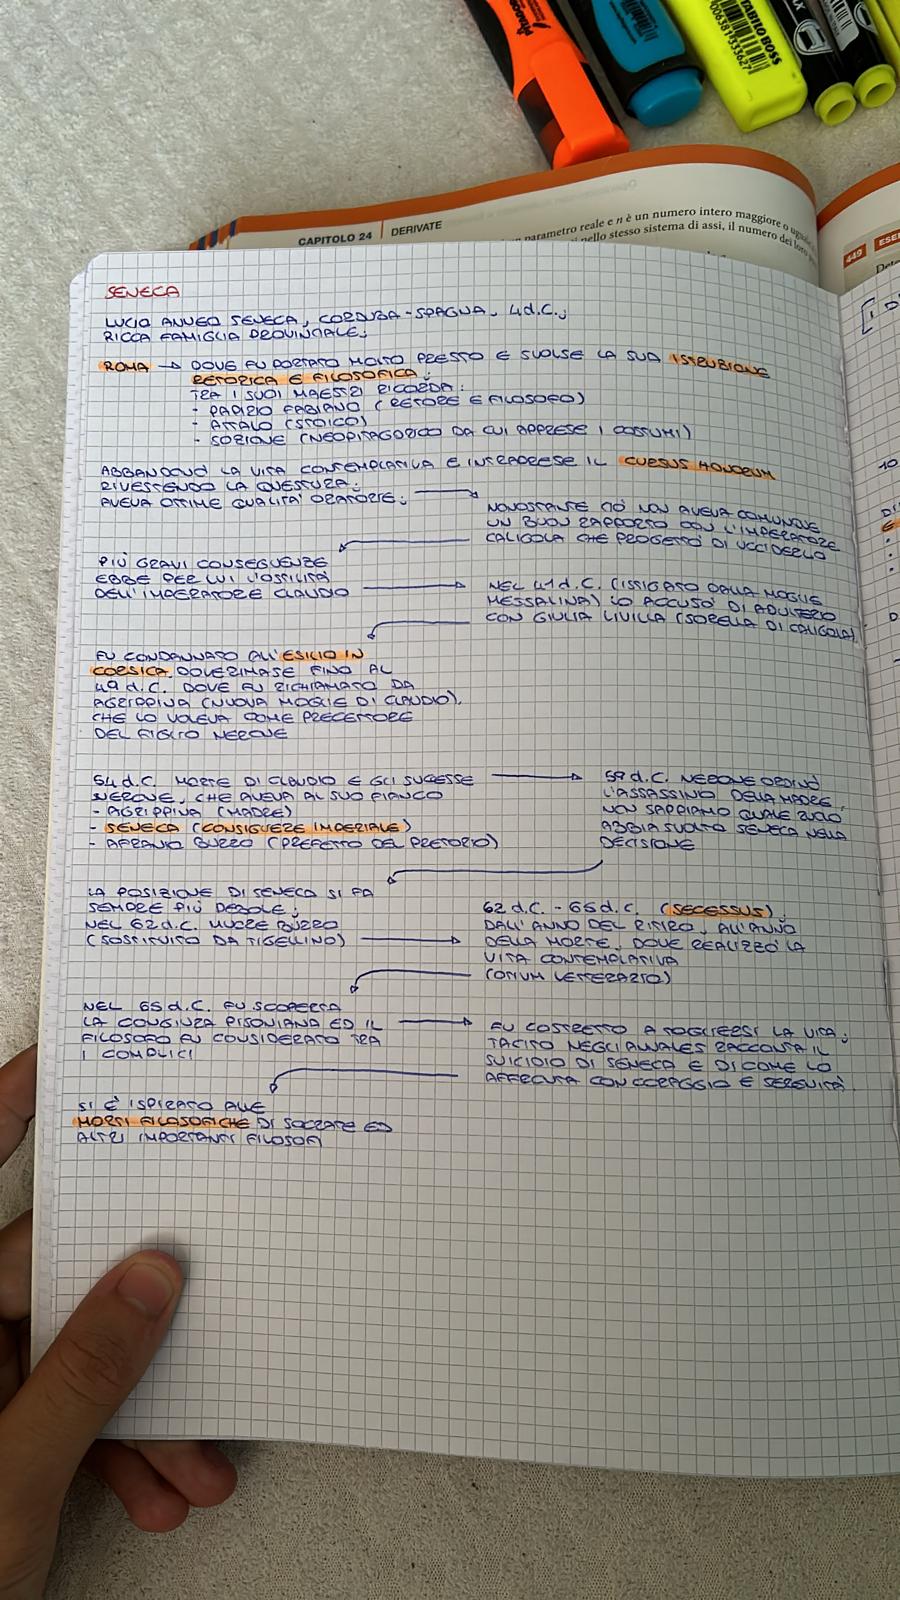 TABILO BOSS
CAPITOLO 24 DERIVATE
parametro reale e n è un numero intero maggiore o
nello stesso sistema di assi, il numero dei loro
449
SENECA
LUCIO ANNEO SENECA, CORDUBA-SPAGNA, 4 d.C.;
RICCA FAMIGLIA PROVINCIALE;
ROMA → DOVE FU PORTATO MOLTO PRESTO E SVOLSE LA SUA ISTRUZIONE
RETORICA E FILOSOFICA;
TRA I SUOI MAESTRI RICORDA:
- PAPIZIO FABIANO (RETORE E FILOSOFO)
- ATTALO (STOICO)
- SOZIONE (NEOPITAGORICO DA CUI APPRESE I COSTUMI)
ABBANDONÒ LA VITA CONTEMPLATIVA E INTRAPRESE IL CURSUS HONORUM
RIVESTENDO LA QUESTURA;
AVEVA OTTIME QUALITÀ ORATORIE;
NONOSTANTE CIÒ NON AVEVA COMUNQUE
UN BUON RAPPORTO CON L'IMPERATORE
CALIGOLA CHE PROGETTÒ DI UCCIDERLO
PIÙ GRAVI CONSEGUENZE
EBBE PER LUI L'OSTILITÀ
DELL'IMPERATORE CLAUDIO
NEL 41 d.C. (ISTIGATO DALLA MOGLIE
MESSALINA) LO ACCUSÒ DI ADULTERIO
CON GIULIA LIVILLA (SORELLA DI CALIGOLA)
FU CONDANNATO ALL'ESILIO IN
CORSICA, DOVE RIMASE FINO AL
49 d.C. DOVE FU RICHIAMATO DA
AGRIPPINA (NUOVA MOGLIE DI CLAUDIO),
CHE LO VOLEVA COME PRECETTORE
DEL FIGLIO NERONE
54 d.C. MORTE DI CLAUDIO E GLI SUCESSE
NERONE, CHE AVEVA AL SUO FIANCO
- AGRIPPINA (MADRE)
- SENECA (CONSIGLIERE IMPERIALE)
- AFRANIO BURRO (PREFETTO DEL PRETORIO)
59 d.C. NERONE ORDINÒ
L'ASSASSINIO DELLA MADRE,
NON SAPPIAMO QUALE RUOLO
ABBIA SVOLTO SENECA NELLA
DECISIONE
LA POSIZIONE DI SENECA SI FA
SEMPRE PIÙ DEBOLE;
NEL 62 d.C. MUORE BURRO
(SOSTITUITO DA TIGELLINO)
62 d.C. - 65 d.C. (SECESSUS);
DALL'ANNO DEL RITIRO, ALL'ANNO
DELLA MORTE, DOVE REALIZZÒ LA
VITA CONTEMPLATIVA
(OTIUM LETTERARIO)
NEL 65 d.C. FU SCOPERTA
LA CONGIURA PISONIANA ED IL
FILOSOFO FU CONSIDERATO TRA
I COMPLICI
FU COSTRETTO A TOGLIERSI LA VITA;
TACITO NEGLI ANNALES RACCONTA IL
SUICIDIO DI SENECA E DI COME LO
AFFRONTA CON CORAGGIO E SERENITÀ.
SI È ISPIRATO ALLE
MORTI FILOSOFICHE DI SOCRATE ED
ALTRI IMPORTANTI FILOSOFI